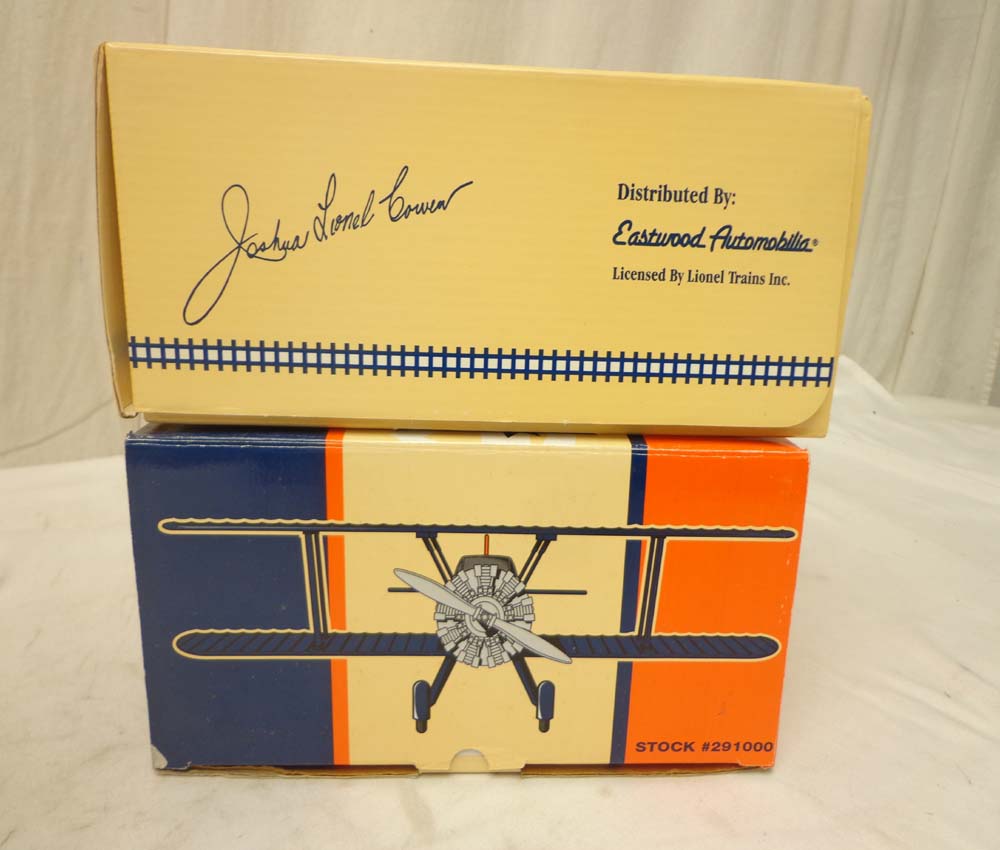 Joshua Lionel Cowen
Distributed By:
Eastwood Automobilia®
Licensed By Lionel Trains Inc.
STOCK #291000